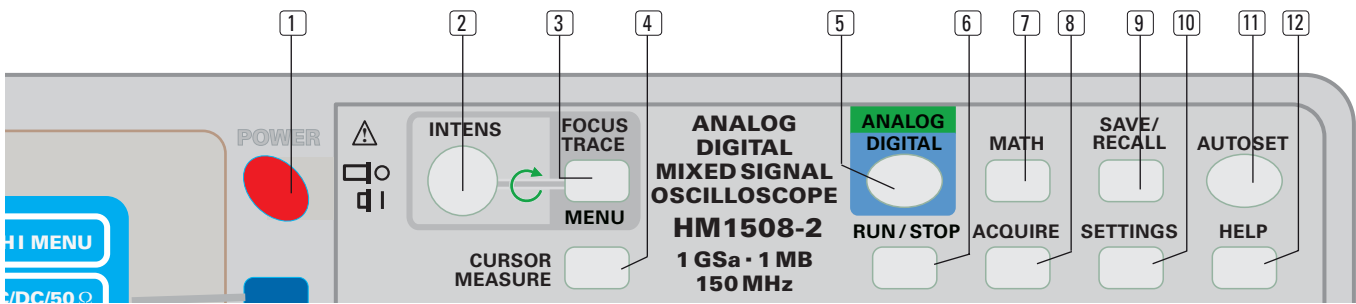 1 2 3 4 5 6 7 8 9 10 11 12
POWER
INTENS
FOCUS
TRACE
MENU
CURSOR
MEASURE
ANALOG
DIGITAL
MIXED SIGNAL
OSCILLOSCOPE
HM1508-2
1 GSa · 1 MB
150 MHz
ANALOG
DIGITAL
RUN / STOP
MATH
ACQUIRE
SAVE/
RECALL
SETTINGS
AUTOSET
HELP
MENU
/DC/50 Ω